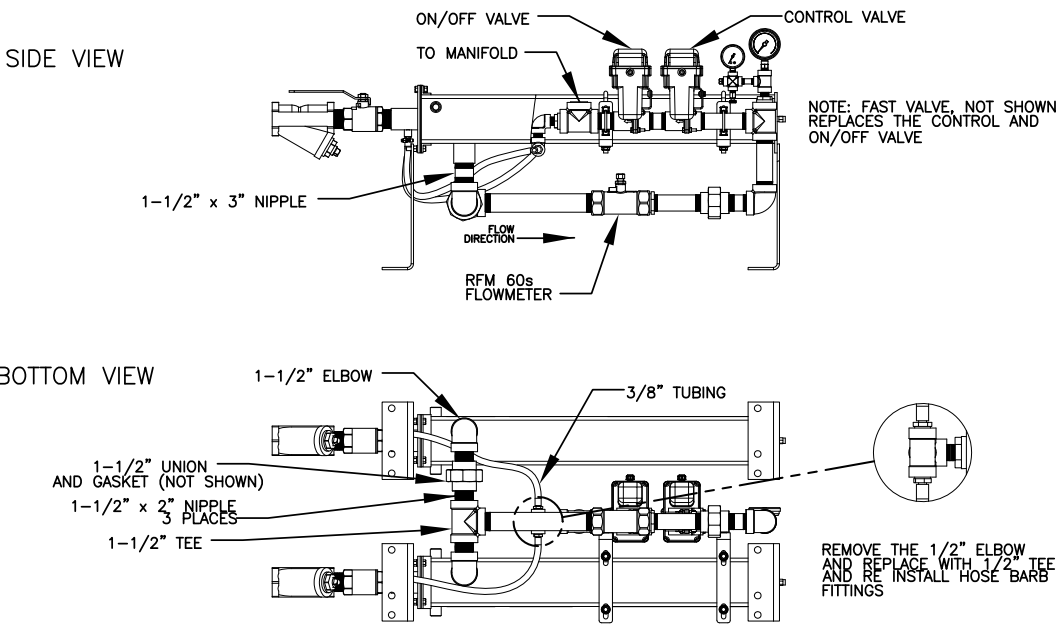 SIDE VIEW
ON/OFF VALVE
CONTROL VALVE
TO MANIFOLD
NOTE: FAST VALVE, NOT SHOWN
REPLACES THE CONTROL AND
ON/OFF VALVE
1-1/2" x 3" NIPPLE
FLOW
DIRECTION
RFM 60s
FLOWMETER
BOTTOM VIEW
1-1/2" ELBOW
3/8" TUBING
1-1/2" UNION
AND GASKET (NOT SHOWN)
1-1/2" x 2" NIPPLE
3 PLACES
1-1/2" TEE
REMOVE THE 1/2" ELBOW
AND REPLACE WITH 1/2" TEE
AND RE INSTALL HOSE BARB
FITTINGS